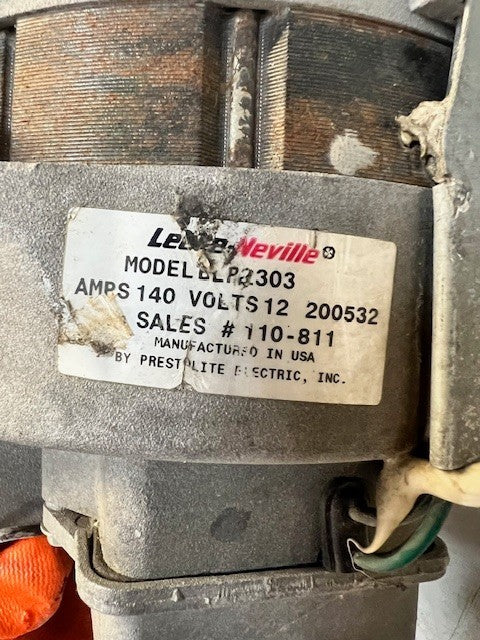 Leece-Neville
MODEL BLP2303
AMPS 140 VOLTS 12 200532
SALES # 110-811
MANUFACTURED IN USA
BY PRESTOLITE ELECTRIC, INC.